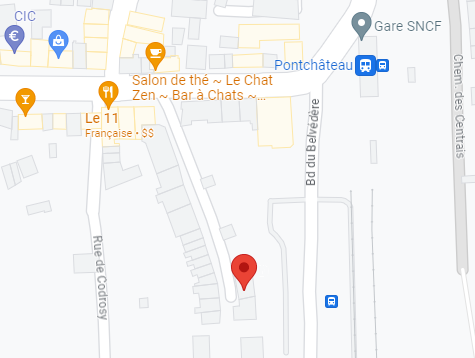 CIC
Gare SNCF
Pontchâteau
Salon de thé ~ Le Chat
Zen ~ Bar à Chats ~...
Le 11
Française • $$
Bd du Belvédère
Chem. des Centrais
Rue de Codrosy